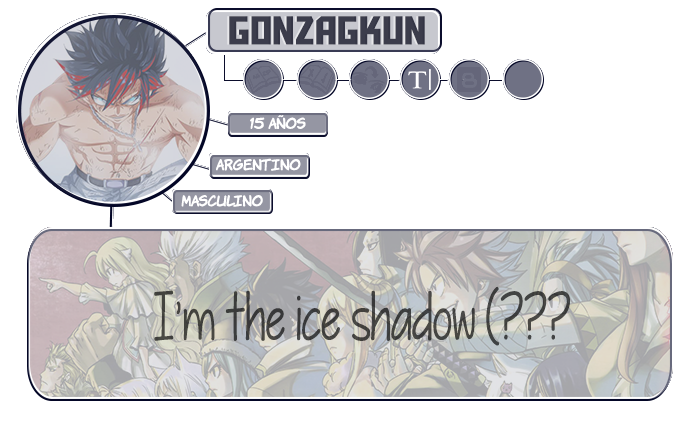 GONZAGKUN
T|
15 AÑOS
ARGENTINO
MASCULINO
I'm the ice shadow (???